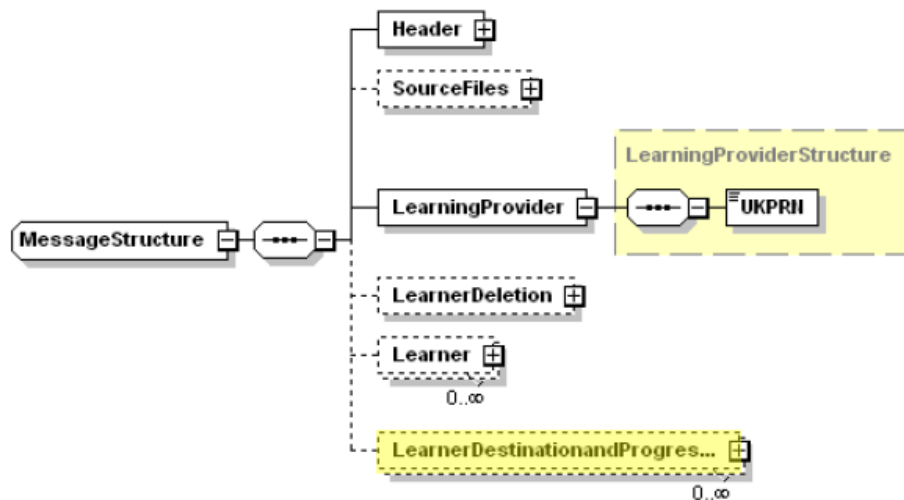 Header
SourceFiles
LearningProviderStructure
LearningProvider
UKPRN
MessageStructure
LearnerDeletion
Learner
0..∞
LearnerDestinationandProgres...
0..∞